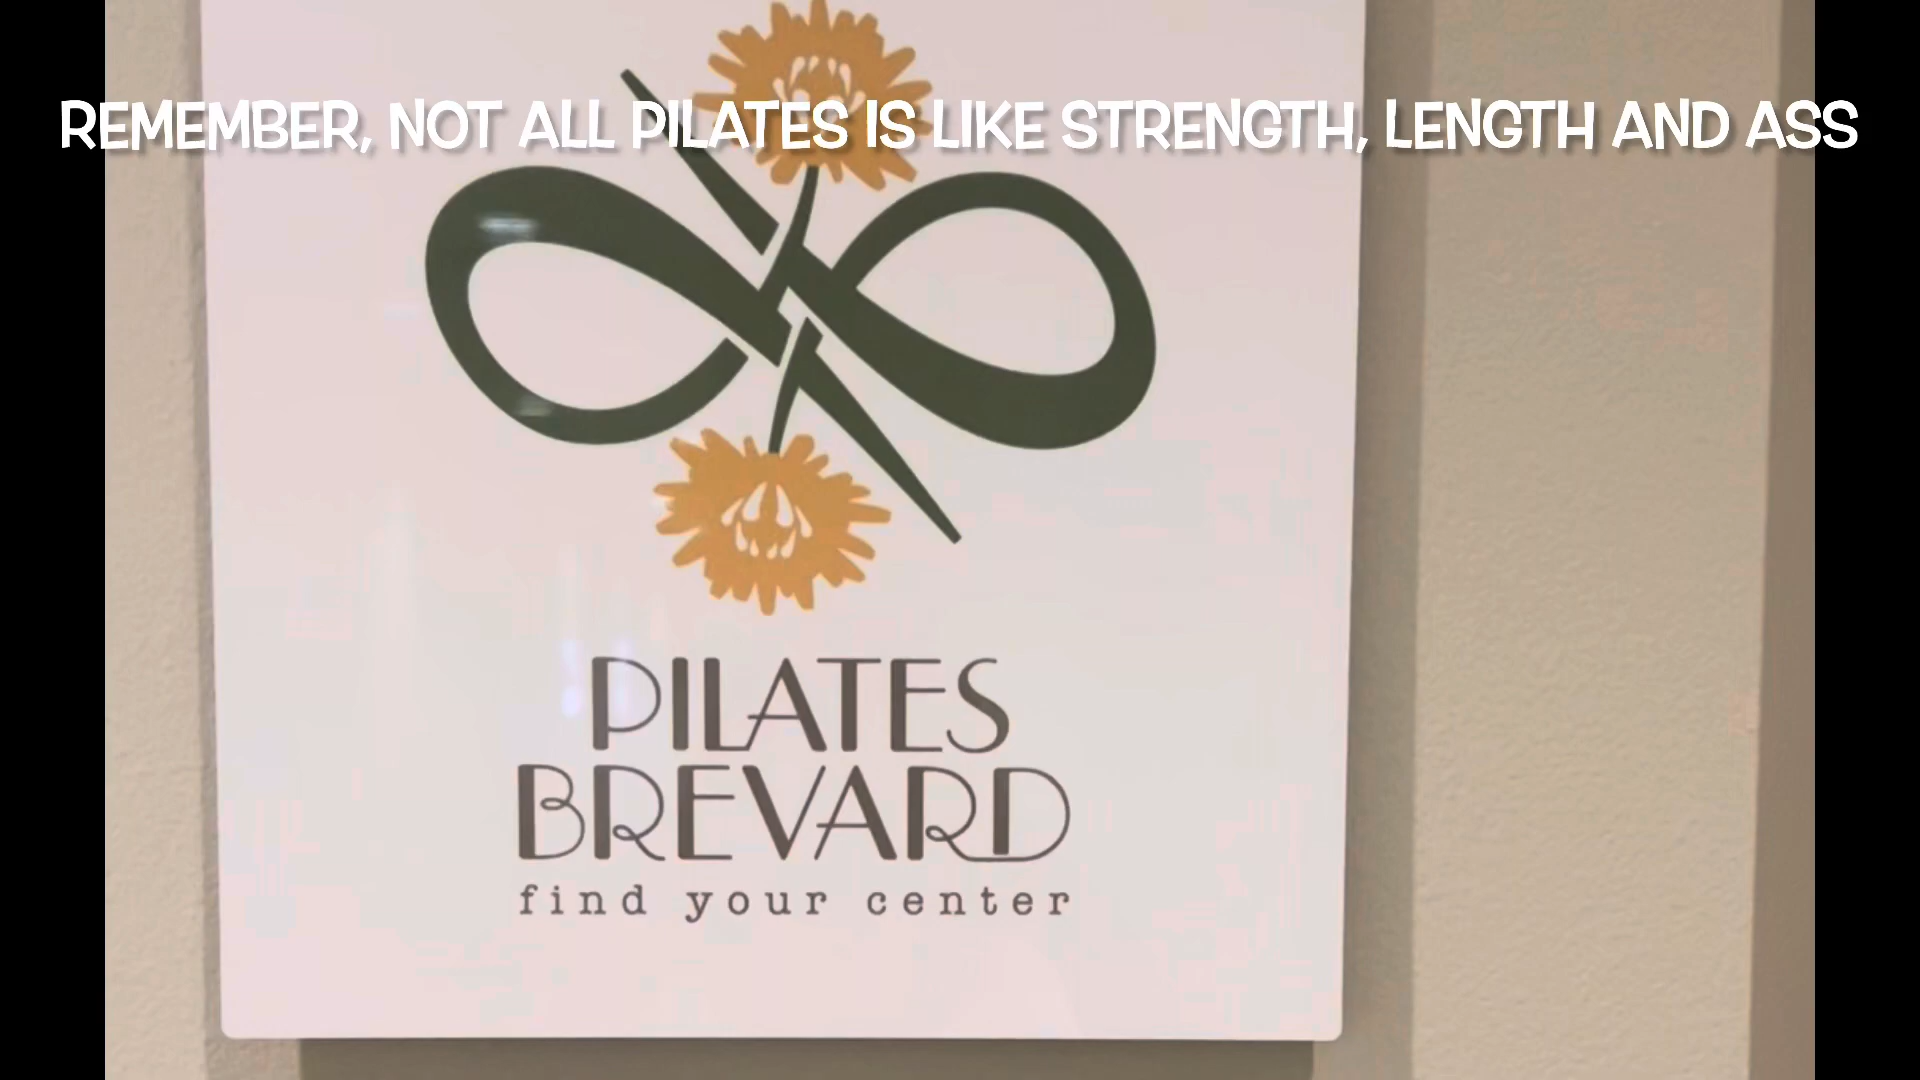 REMEMBER, NOT ALL PILATES IS LIKE STRENGTH, LENGTH AND ASS
PILATES
BREVARD
find your center